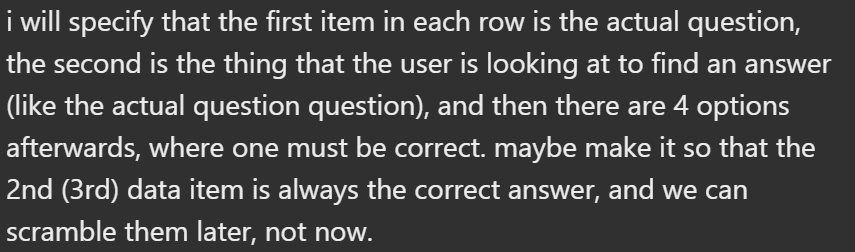 i will specify that the first item in each row is the actual question,
the second is the thing that the user is looking at to find an answer
(like the actual question question), and then there are 4 options
afterwards, where one must be correct. maybe make it so that the
2nd (3rd) data item is always the correct answer, and we can
scramble them later, not now.